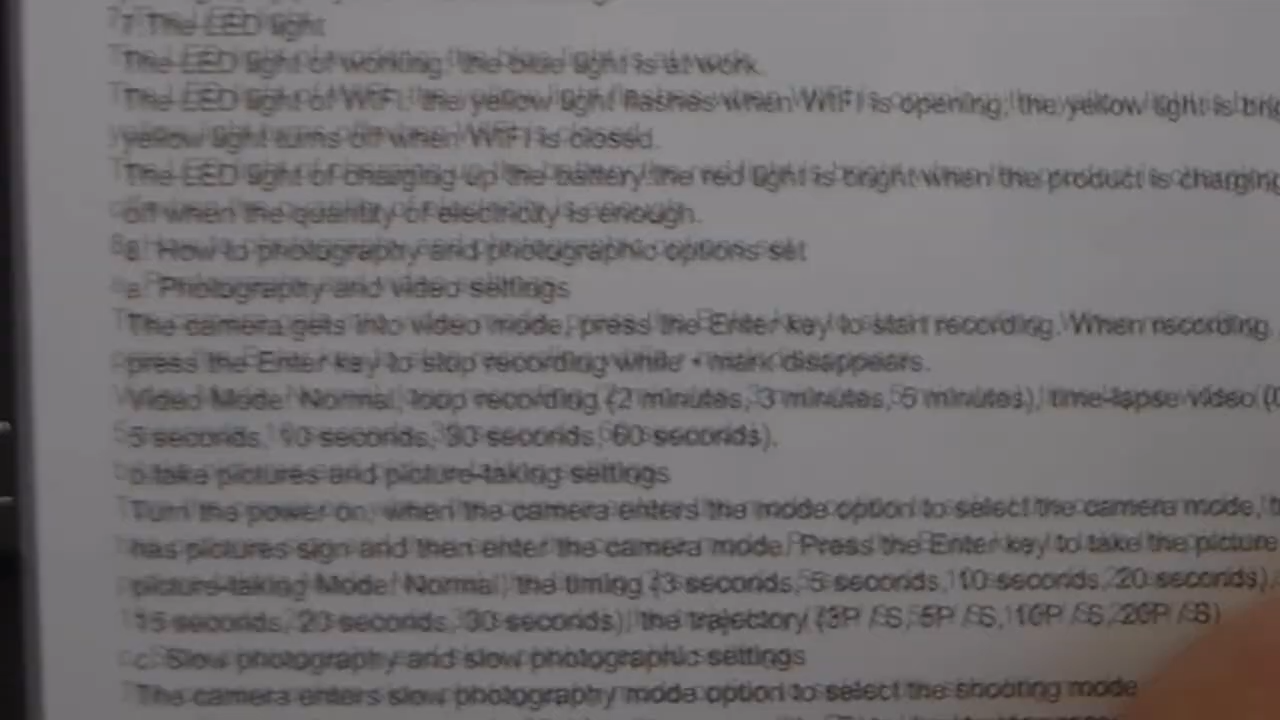 7 The LED light
The LED light of working: the blue light is at work.
The LED light of WIFI: the yellow light flashes when WIFI is opening, the yellow light is
yellow light turns off when WIFI is closed.
The LED light of charging up the battery: the red light is bright when the product is charging
off when the quantity of electricity is enough.
8. How to photography and photographic options set
a. Photography and video settings
The camera gets into video mode, press the Enter key to start recording. When recording
press the Enter key to stop recording while • mark disappears.
Video Mode: Normal, loop recording (2 minutes, 3 minutes, 5 minutes), time-lapse video
5 seconds, 10 seconds, 30 seconds, 60 seconds).
b take pictures and picture-taking settings
Turn the power on, when the camera enters the mode option to select the camera mode,
has pictures sign and then enter the camera mode. Press the Enter key to take the picture
picture-taking Mode: Normal, the timing (3 seconds, 5 seconds, 10 seconds, 20 seconds),
15 seconds, 20 seconds, 30 seconds), the trajectory (3P /S, 5P /S, 10P /S, 20P /S)
c. Slow photography and slow photographic settings
The camera enters slow photography mode option to select the shooting mode